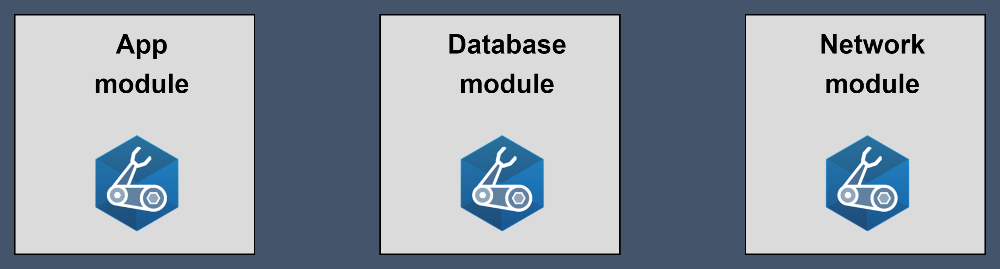 App
module
Database
module
Network
module